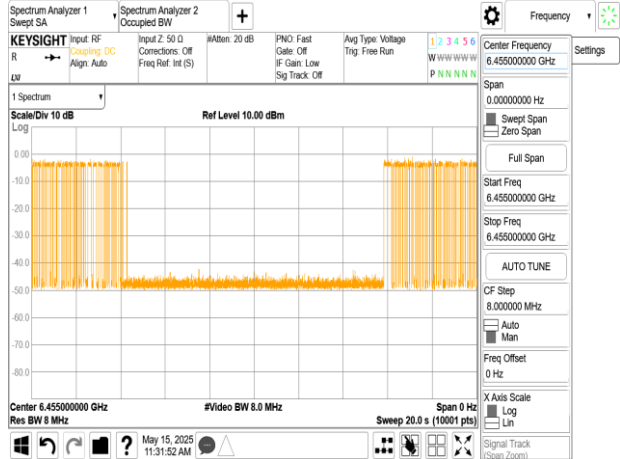 Spectrum Analyzer 1
Swept SA
Spectrum Analyzer 2
Occupied BW
+
Frequency
Settings
KEYSIGHT
R
Input: RF
Coupling: DC
Align: Auto
Input Z: 50 Ω
Corrections: Off
Freq Ref: Int (S)
#Atten: 20 dB
PNO: Fast
Gate: Off
IF Gain: Low
Sig Track: Off
Avg Type: Voltage
Trig: Free Run
1 2 3 4 5 6
W W W W W W
P N N N N N
1 Spectrum
Scale/Div 10 dB
Ref Level 10.00 dBm
Log
0.00
-10.0
-20.0
-30.0
-40.0
-50.0
-60.0
-70.0
-80.0
Center 6.455000000 GHz
#Video BW 8.0 MHz
Span 0 Hz
Res BW 8 MHz
Sweep 20.0 s (10001 pts)
May 15, 2025
11:31:52 AM
Center Frequency
6.455000000 GHz
Span
0.00000000 Hz
Swept Span
Zero Span
Full Span
Start Freq
6.455000000 GHz
Stop Freq
6.455000000 GHz
AUTO TUNE
CF Step
8.000000 MHz
Auto
Man
Freq Offset
0 Hz
X Axis Scale
Log
Lin
Signal Track
(Span Zoom)